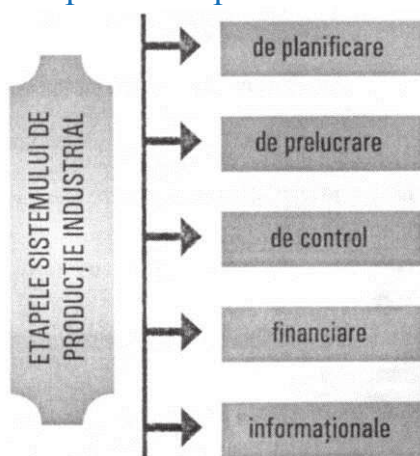 ETAPELE SISTEMULUI DE
PRODUCȚIE INDUSTRIAL
de planificare
de prelucrare
de control
financiare
informaționale